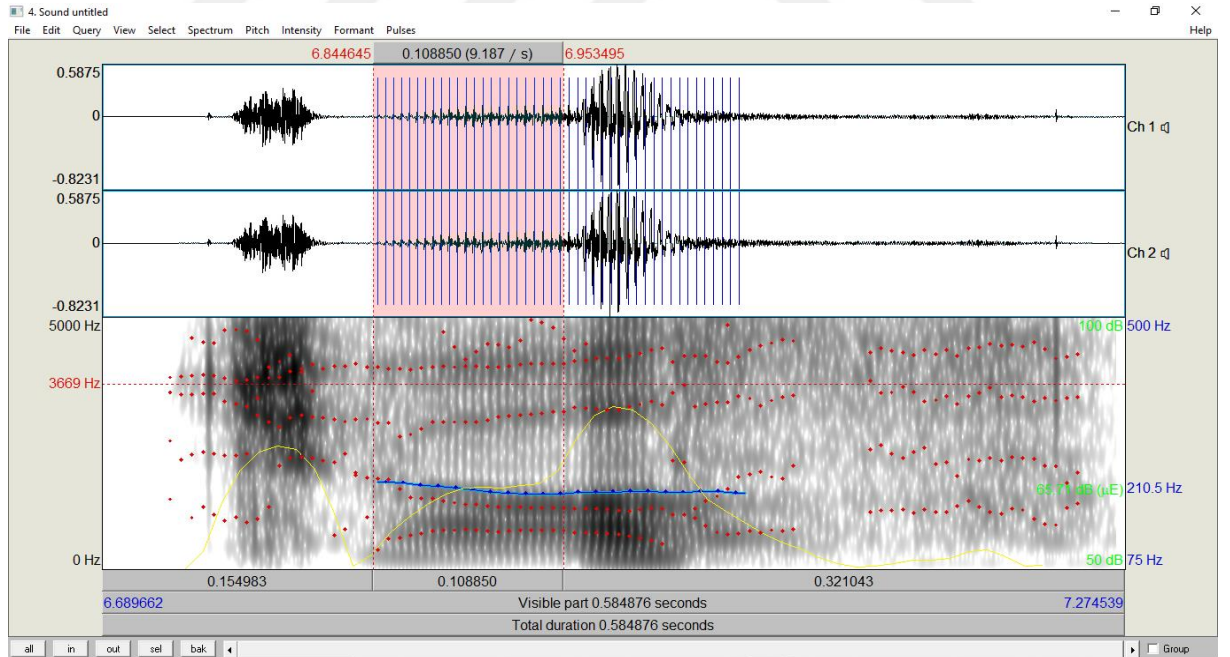 4. Sound untitled
File Edit Query View Select Spectrum Pitch Intensity Formant Pulses Help
6.844645 0.108850 (9.187 / s) 6.953495
0.5875
0
Ch 1
-0.8231
0.5875
0
Ch 2
-0.8231
5000 Hz 100 dB 500 Hz
3669 Hz
65.71 dB (µE) 210.5 Hz
0 Hz 50 dB 75 Hz
0.154983 0.108850 0.321043
6.689662 Visible part 0.584876 seconds 7.274539
Total duration 0.584876 seconds
all in out sel bak Group